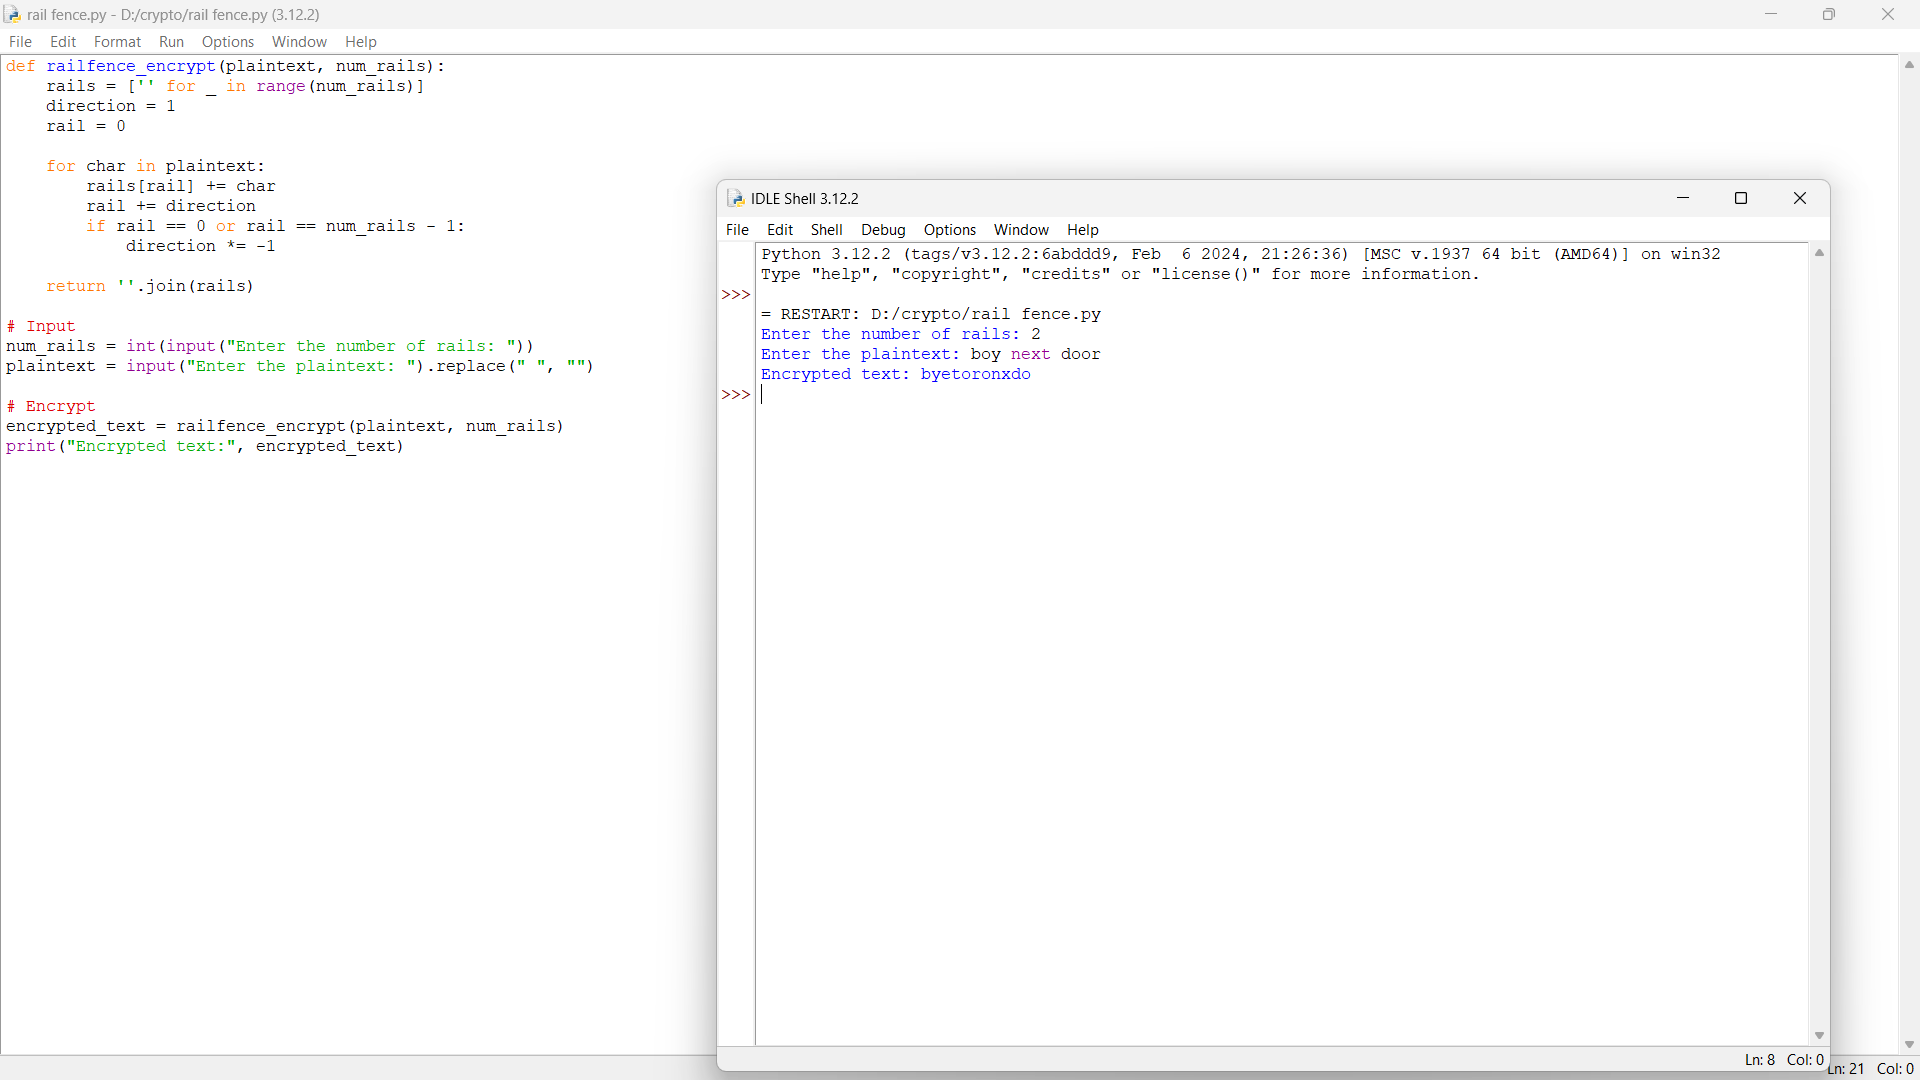 rail fence.py - D:/crypto/rail fence.py (3.12.2)
File Edit Format Run Options Window Help
def railfence_encrypt(plaintext, num_rails):
    rails = ['' for _ in range(num_rails)]
    direction = 1
    rail = 0
    for char in plaintext:
        rails[rail] += char
        rail += direction
        if rail == 0 or rail == num_rails - 1:
            direction *= -1
    return ''.join(rails)
# Input
num_rails = int(input("Enter the number of rails: "))
plaintext = input("Enter the plaintext: ").replace(" ", "")
# Encrypt
encrypted_text = railfence_encrypt(plaintext, num_rails)
print("Encrypted text:", encrypted_text)
IDLE Shell 3.12.2
File Edit Shell Debug Options Window Help
Python 3.12.2 (tags/v3.12.2:6abddd9, Feb  6 2024, 21:26:36) [MSC v.1937 64 bit (AMD64)] on win32
Type "help", "copyright", "credits" or "license()" for more information.
>>>
= RESTART: D:/crypto/rail fence.py
Enter the number of rails: 2
Enter the plaintext: boy next door
Encrypted text: byetoronxdo
>>>
Ln: 8 Col: 0
Ln: 21 Col: 0